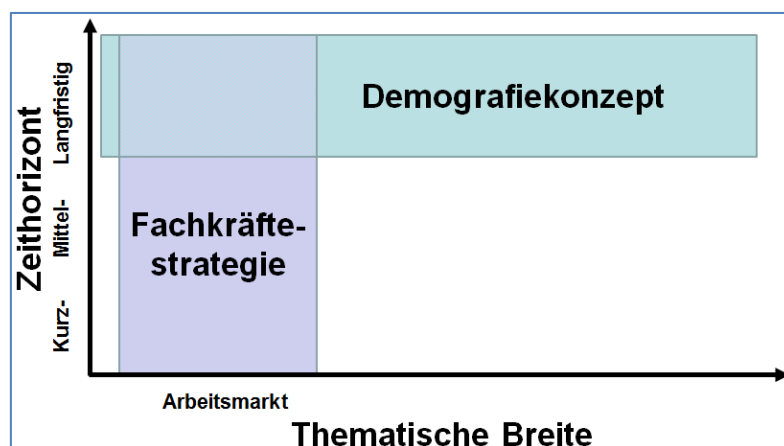 Zeithorizont
Langfristig
Mittel-
Kurz-
Demografiekonzept
Fachkräfte-
strategie
Arbeitsmarkt
Thematische Breite